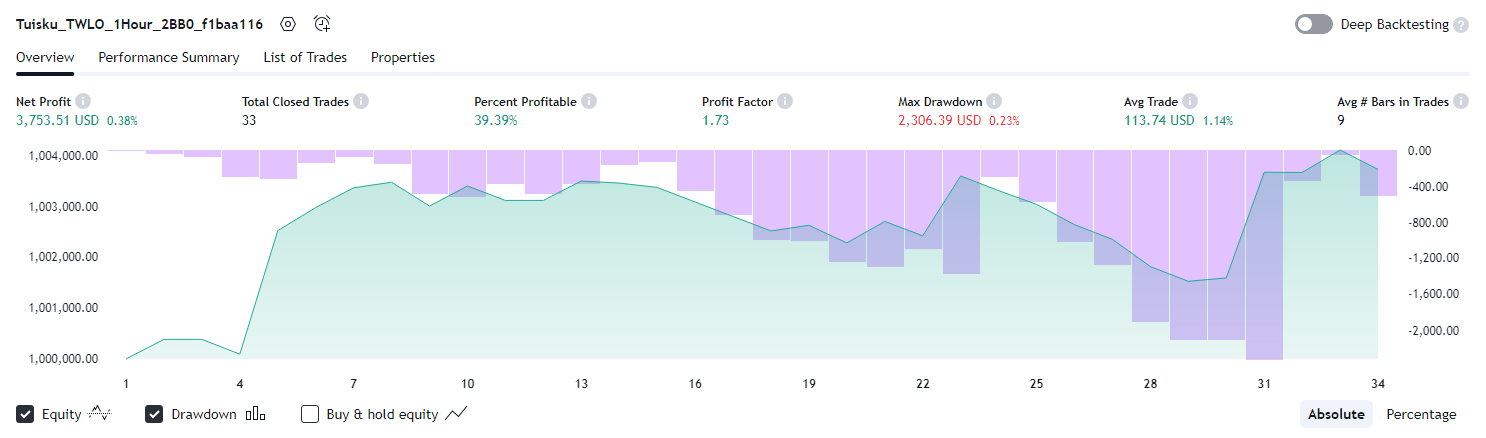 Tuisku_TWLO_1Hour_2BB0_f1baa116
Deep Backtesting ?
Overview Performance Summary List of Trades Properties
Net Profit Total Closed Trades Percent Profitable Profit Factor Max Drawdown Avg Trade Avg # Bars in Trades
3,753.51 USD 0.38% 33 39.39% 1.73 2,306.39 USD 0.23% 113.74 USD 1.14% 9
1,004,000.00 0.00
1,003,000.00 -400.00
1,002,000.00 -800.00
1,001,000.00 -1,200.00
1,000,000.00 -1,600.00
-2,000.00
1 4 7 10 13 16 19 22 25 28 31 34
Equity Drawdown Buy & hold equity Absolute Percentage